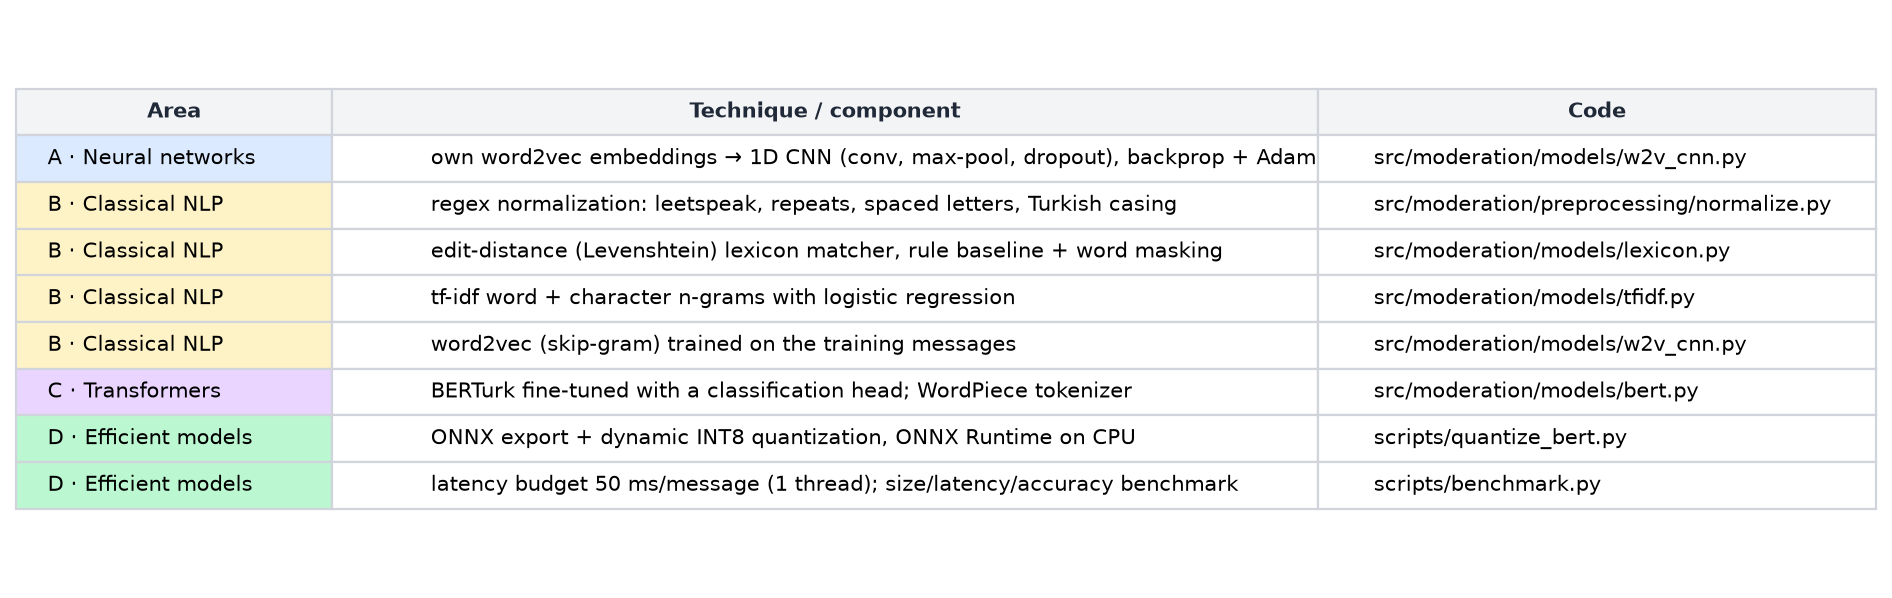 Area Technique / component Code
A · Neural networks own word2vec embeddings → 1D CNN (conv, max-pool, dropout), backprop + Adam src/moderation/models/w2v_cnn.py
B · Classical NLP regex normalization: leetspeak, repeats, spaced letters, Turkish casing src/moderation/preprocessing/normalize.py
B · Classical NLP edit-distance (Levenshtein) lexicon matcher, rule baseline + word masking src/moderation/models/lexicon.py
B · Classical NLP tf-idf word + character n-grams with logistic regression src/moderation/models/tfidf.py
B · Classical NLP word2vec (skip-gram) trained on the training messages src/moderation/models/w2v_cnn.py
C · Transformers BERTurk fine-tuned with a classification head; WordPiece tokenizer src/moderation/models/bert.py
D · Efficient models ONNX export + dynamic INT8 quantization, ONNX Runtime on CPU scripts/quantize_bert.py
D · Efficient models latency budget 50 ms/message (1 thread); size/latency/accuracy benchmark scripts/benchmark.py